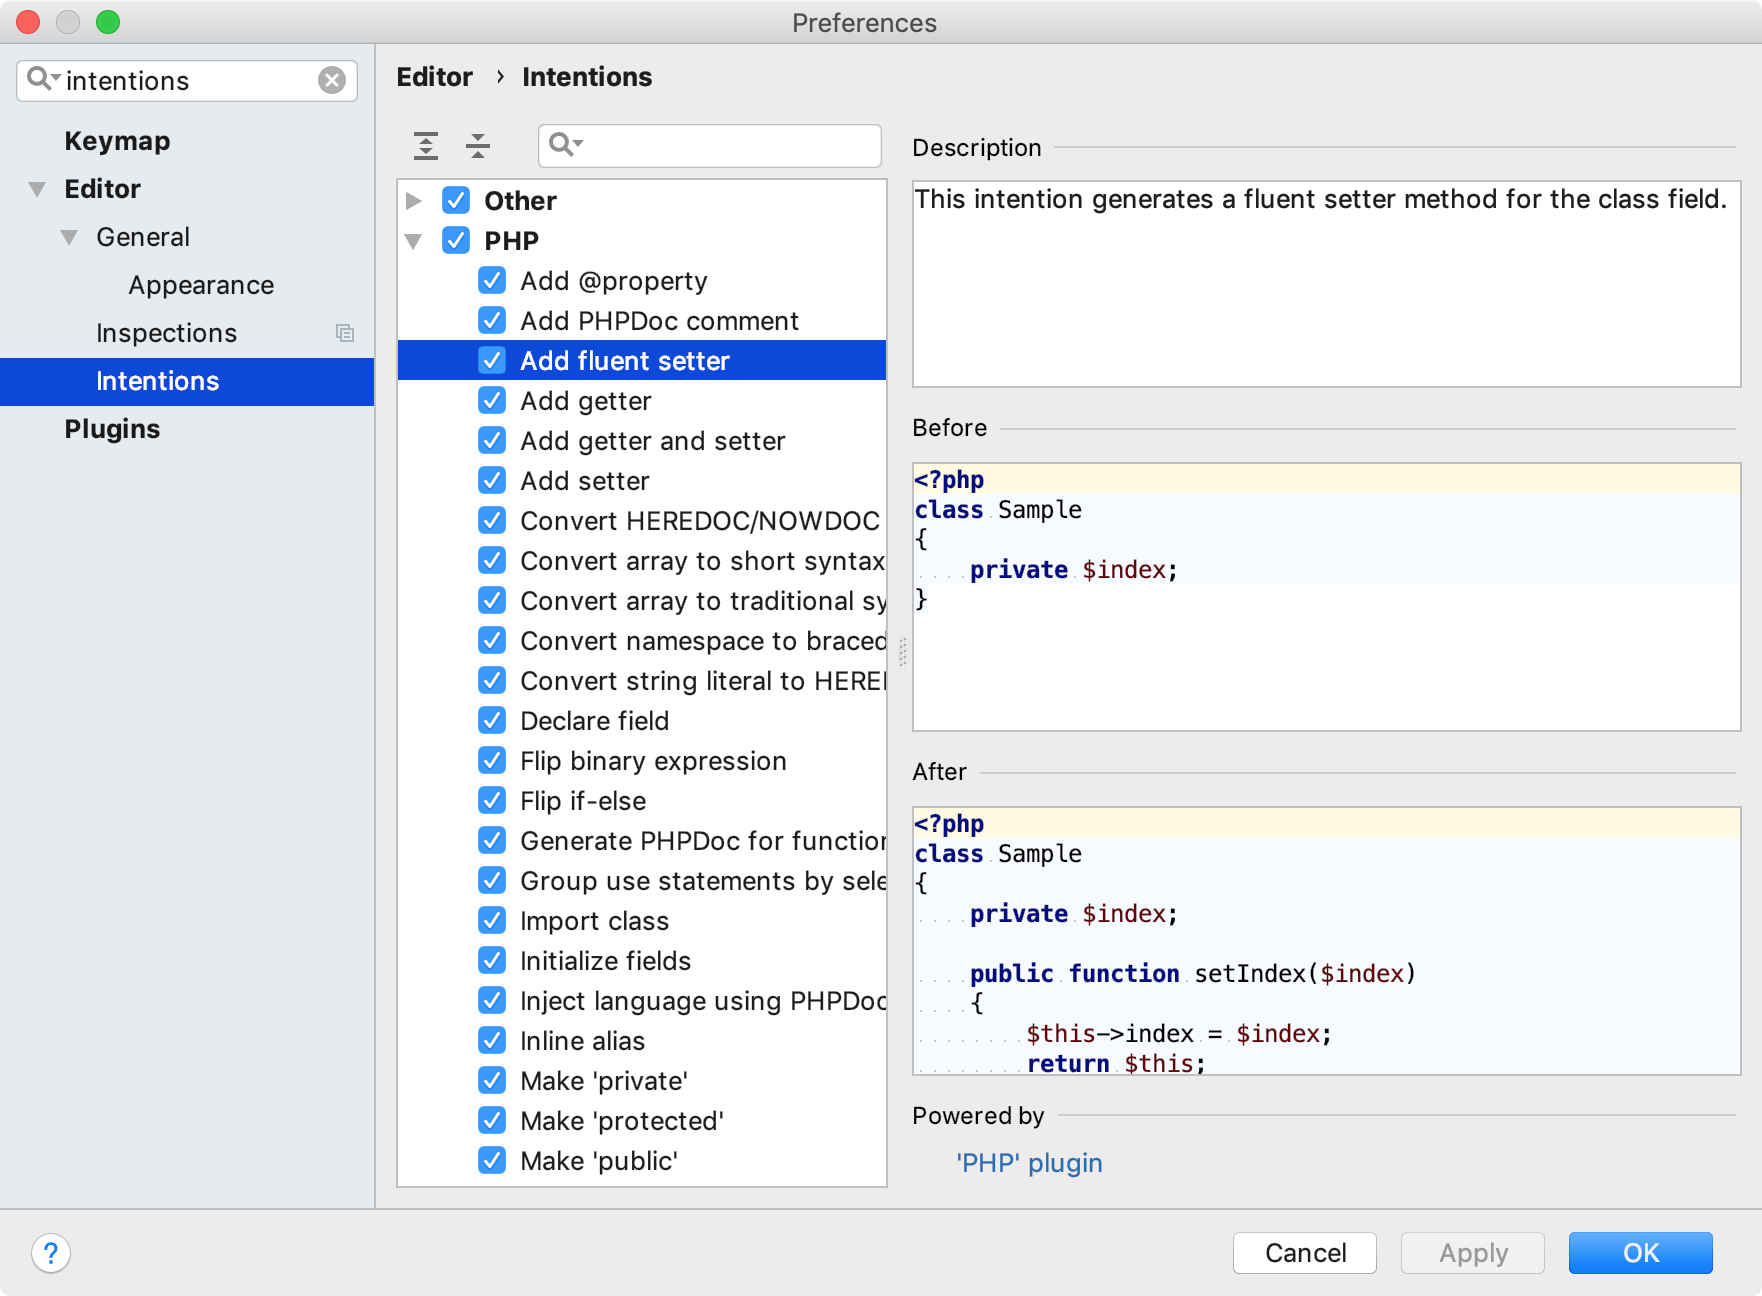 Preferences
intentions
Keymap
Editor
General
Appearance
Inspections
Intentions
Plugins
Editor › Intentions
Other
PHP
Add @property
Add PHPDoc comment
Add fluent setter
Add getter
Add getter and setter
Add setter
Convert HEREDOC/NOWDOC
Convert array to short syntax
Convert array to traditional sy
Convert namespace to braced
Convert string literal to HERE
Declare field
Flip binary expression
Flip if-else
Generate PHPDoc for function
Group use statements by sele
Import class
Initialize fields
Inject language using PHPDoc
Inline alias
Make 'private'
Make 'protected'
Make 'public'
Description
This intention generates a fluent setter method for the class field.
Before
<?php
class Sample
{
    private $index;
}
After
<?php
class Sample
{
    private $index;
    public function setIndex($index)
    {
        $this->index = $index;
        return $this;
Powered by
'PHP' plugin
?
Cancel
Apply
OK